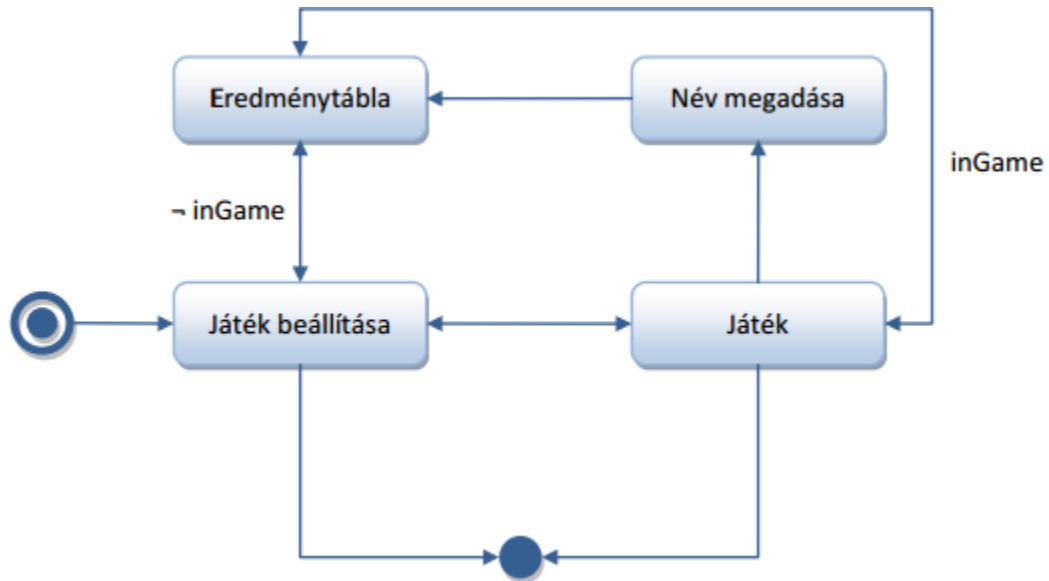 Eredménytábla
Név megadása
inGame
¬ inGame
Játék beállítása
Játék